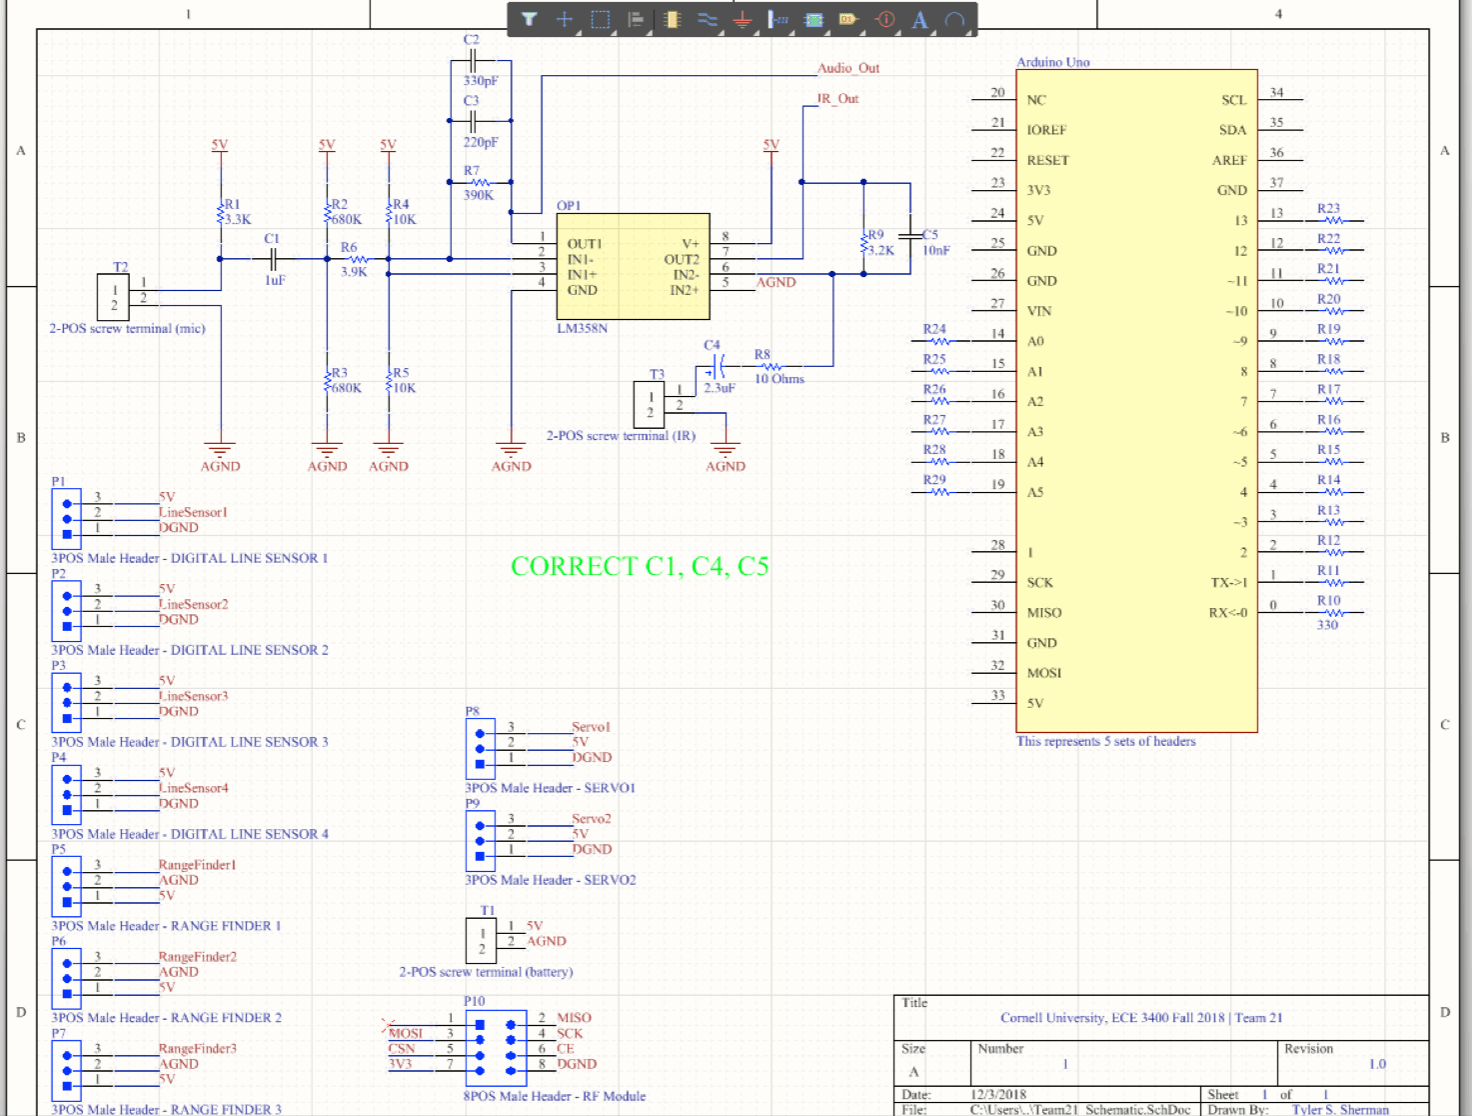 1
4
A
B
C
D
A
B
C
D
C2
330pF
C3
220pF
R7
390K
Audio_Out
IR_Out
5V
5V
5V
5V
R1
3.3K
R2
680K
R4
10K
C1
1uF
R6
3.9K
T2
1
2
1
2
2-POS screw terminal (mic)
R3
680K
R5
10K
AGND
AGND
AGND
AGND
AGND
OP1
1 OUT1 V+ 8
2 IN1- OUT2 7
3 IN1+ IN2- 6
4 GND IN2+ 5
AGND
LM358N
R9
3.2K
C5
10nF
C4
2.3uF
R8
10 Ohms
T3
1
2
1
2
2-POS screw terminal (IR)
Arduino Uno
20 NC SCL 34
21 IOREF SDA 35
22 RESET AREF 36
23 3V3 GND 37
24 5V 13 13 R23
25 GND 12 12 R22
26 GND ~11 11 R21
27 VIN ~10 10 R20
R24 14 A0 ~9 9 R19
R25 15 A1 8 8 R18
R26 16 A2 7 7 R17
R27 17 A3 ~6 6 R16
R28 18 A4 ~5 5 R15
R29 19 A5 4 4 R14
~3 3 R13
28 1 2 2 R12
29 SCK TX->1 1 R11
30 MISO RX<-0 0 R10
330
31 GND
32 MOSI
33 5V
This represents 5 sets of headers
CORRECT C1, C4, C5
P1
3 5V
2 LineSensor1
1 DGND
3POS Male Header - DIGITAL LINE SENSOR 1
P2
3 5V
2 LineSensor2
1 DGND
3POS Male Header - DIGITAL LINE SENSOR 2
P3
3 5V
2 LineSensor3
1 DGND
3POS Male Header - DIGITAL LINE SENSOR 3
P4
3 5V
2 LineSensor4
1 DGND
3POS Male Header - DIGITAL LINE SENSOR 4
P5
3 RangeFinder1
2 AGND
1 5V
3POS Male Header - RANGE FINDER 1
P6
3 RangeFinder2
2 AGND
1 5V
3POS Male Header - RANGE FINDER 2
P7
3 RangeFinder3
2 AGND
1 5V
3POS Male Header - RANGE FINDER 3
P8
3 Servo1
2 5V
1 DGND
3POS Male Header - SERVO1
P9
3 Servo2
2 5V
1 DGND
3POS Male Header - SERVO2
T1
1 1 5V
2 2 AGND
2-POS screw terminal (battery)
P10
1 2 MISO
MOSI 3 4 SCK
CSN 5 6 CE
3V3 7 8 DGND
8POS Male Header - RF Module
Title
Cornell University, ECE 3400 Fall 2018 | Team 21
Size Number Revision
A 1 1.0
Date: 12/3/2018 Sheet 1 of 1
File: C:\Users\..\Team21_Schematic.SchDoc Drawn By: Tyler S. Sherman